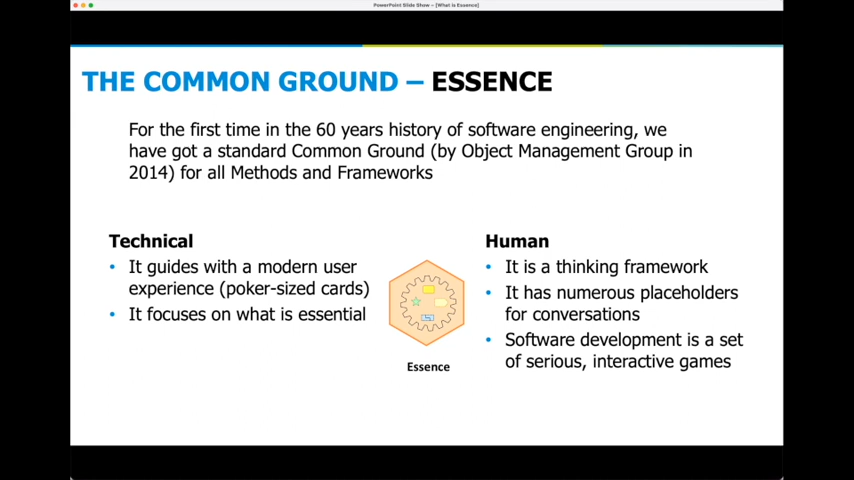 PowerPoint Slide Show - [What is Essence]
THE COMMON GROUND – ESSENCE
For the first time in the 60 years history of software engineering, we
have got a standard Common Ground (by Object Management Group in
2014) for all Methods and Frameworks
Technical
• It guides with a modern user
experience (poker-sized cards)
• It focuses on what is essential
Essence
Human
• It is a thinking framework
• It has numerous placeholders
for conversations
• Software development is a set
of serious, interactive games